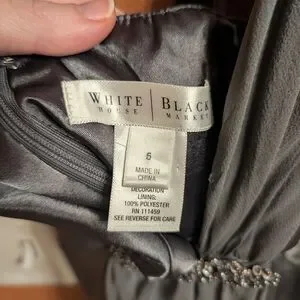 WHITE | BLACK
HOUSE | MARKET
6
MADE IN
CHINA
DECORATION
LINING:
100% POLYESTER
RN 111459
SEE REVERSE FOR CARE